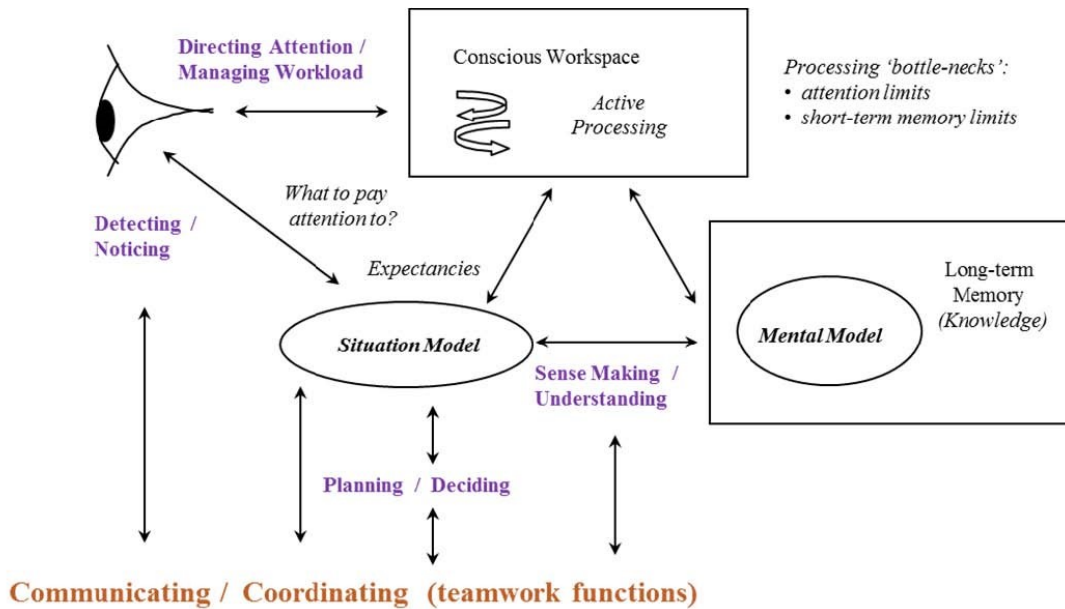 Directing Attention /
Managing Workload
Conscious Workspace
Active
Processing
Processing ‘bottle-necks’:
• attention limits
• short-term memory limits
What to pay
attention to?
Detecting /
Noticing
Expectancies
Situation Model
Long-term
Memory
(Knowledge)
Mental Model
Sense Making /
Understanding
Planning / Deciding
Communicating / Coordinating (teamwork functions)